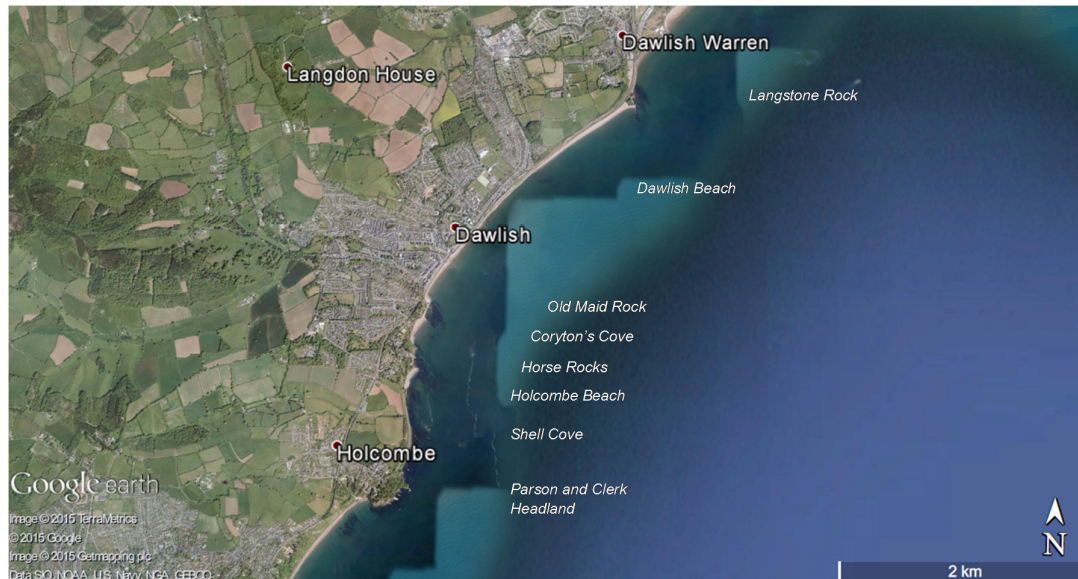 Dawlish Warren
Langdon House
Langstone Rock
Dawlish Beach
Dawlish
Old Maid Rock
Coryton's Cove
Horse Rocks
Holcombe Beach
Shell Cove
Holcombe
Parson and Clerk
Headland
Google earth
Image © 2015 TerraMetrics
© 2015 Google
Image © 2015 Getmapping plc
Data SIO, NOAA, U.S. Navy, NGA, GEBCO
N
2 km